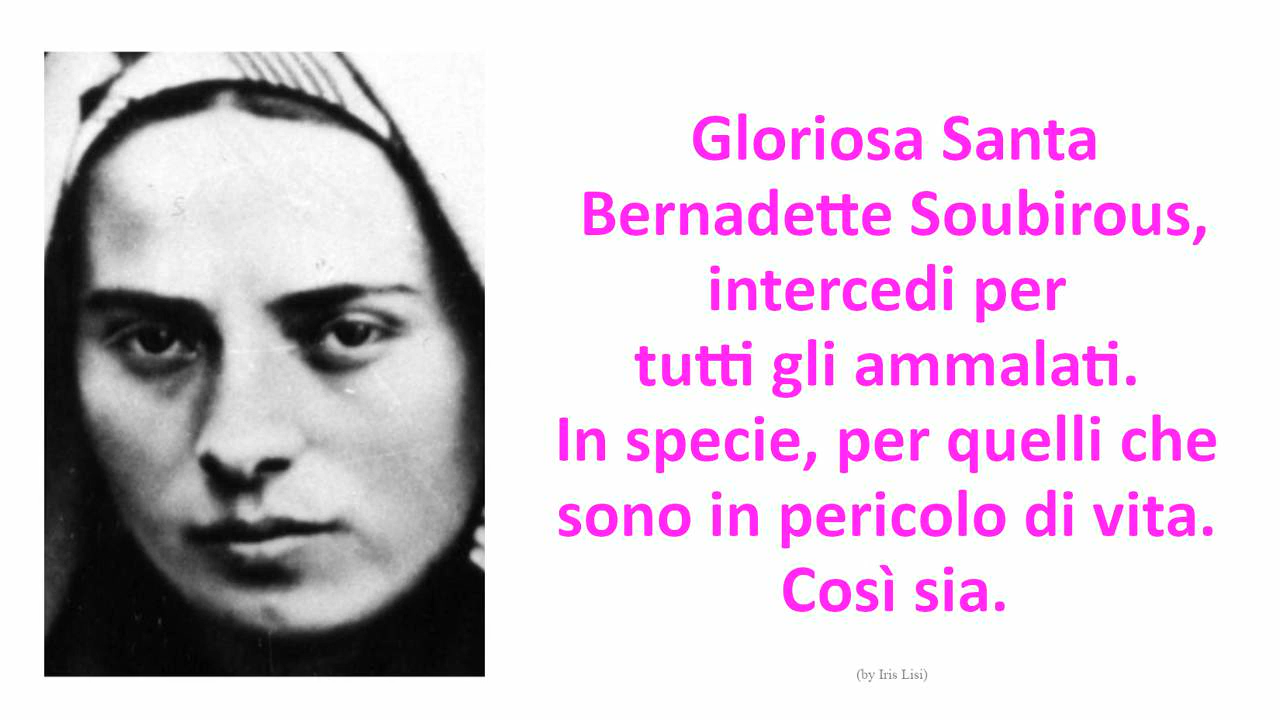 Gloriosa Santa
Bernadette Soubirous,
intercedi per
tutti gli ammalati.
In specie, per quelli che
sono in pericolo di vita.
Così sia.
(by Iris Lisi)